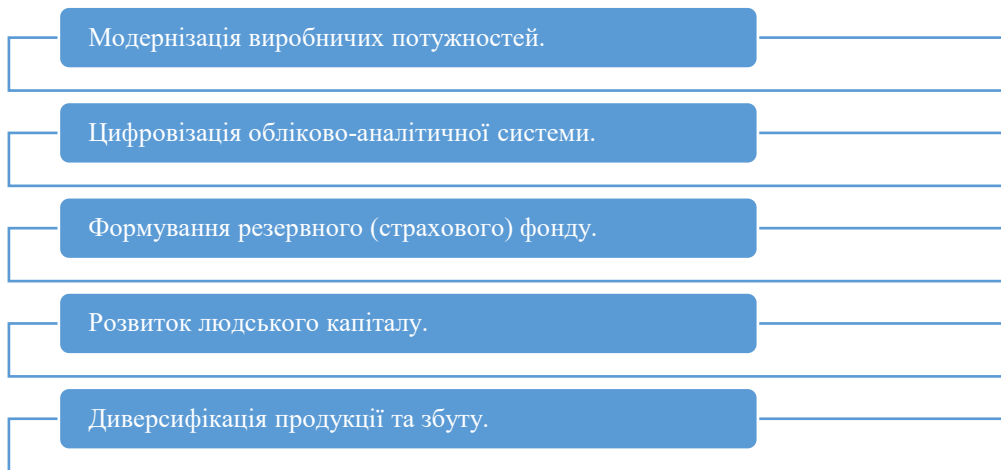 Модернізація виробничих потужностей.
Цифровізація обліково-аналітичної системи.
Формування резервного (страхового) фонду.
Розвиток людського капіталу.
Диверсифікація продукції та збуту.